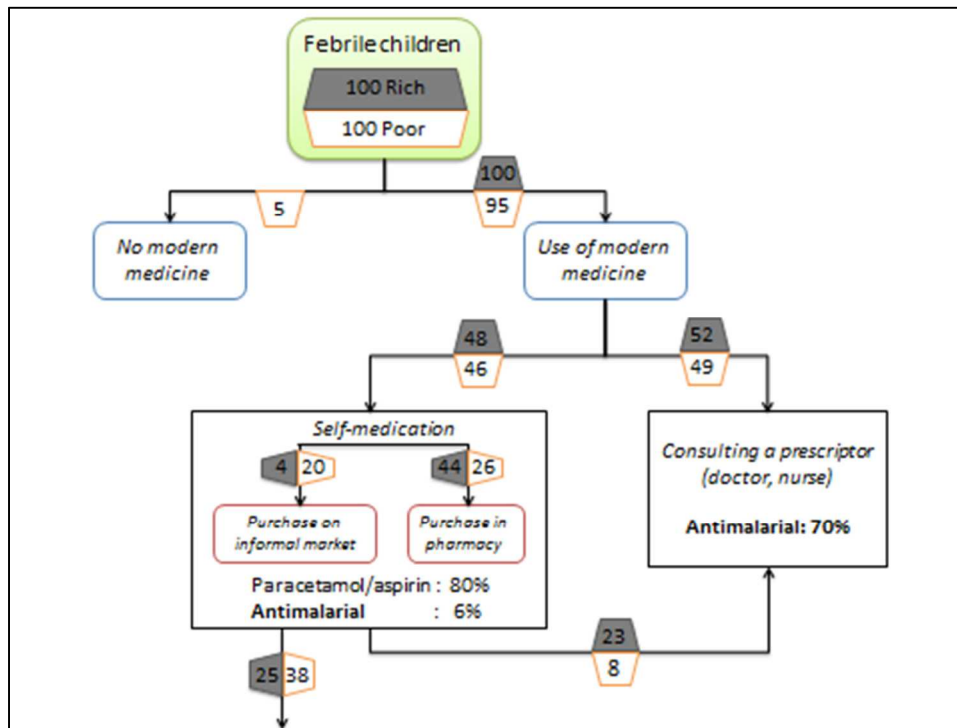 Febrile children
100 Rich
100 Poor
100
5
95
No modern
medicine
Use of modern
medicine
48
52
46
49
Self-medication
4 20
44 26
Purchase on
informal market
Purchase in
pharmacy
Paracetamol/aspirin : 80%
Antimalarial : 6%
Consulting a prescriptor
(doctor, nurse)
Antimalarial: 70%
23
8
25 38